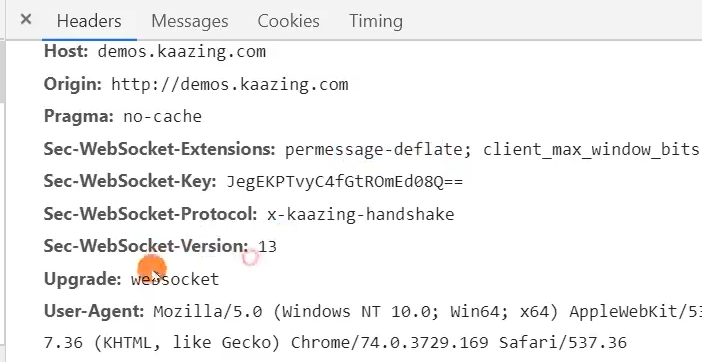 × Headers Messages Cookies Timing
Host: demos.kaazing.com
Origin: http://demos.kaazing.com
Pragma: no-cache
Sec-WebSocket-Extensions: permessage-deflate; client_max_window_bits
Sec-WebSocket-Key: JegEKPTvyC4fGtROmEd08Q==
Sec-WebSocket-Protocol: x-kaazing-handshake
Sec-WebSocket-Version: 13
Upgrade: websocket
User-Agent: Mozilla/5.0 (Windows NT 10.0; Win64; x64) AppleWebKit/53
7.36 (KHTML, like Gecko) Chrome/74.0.3729.169 Safari/537.36